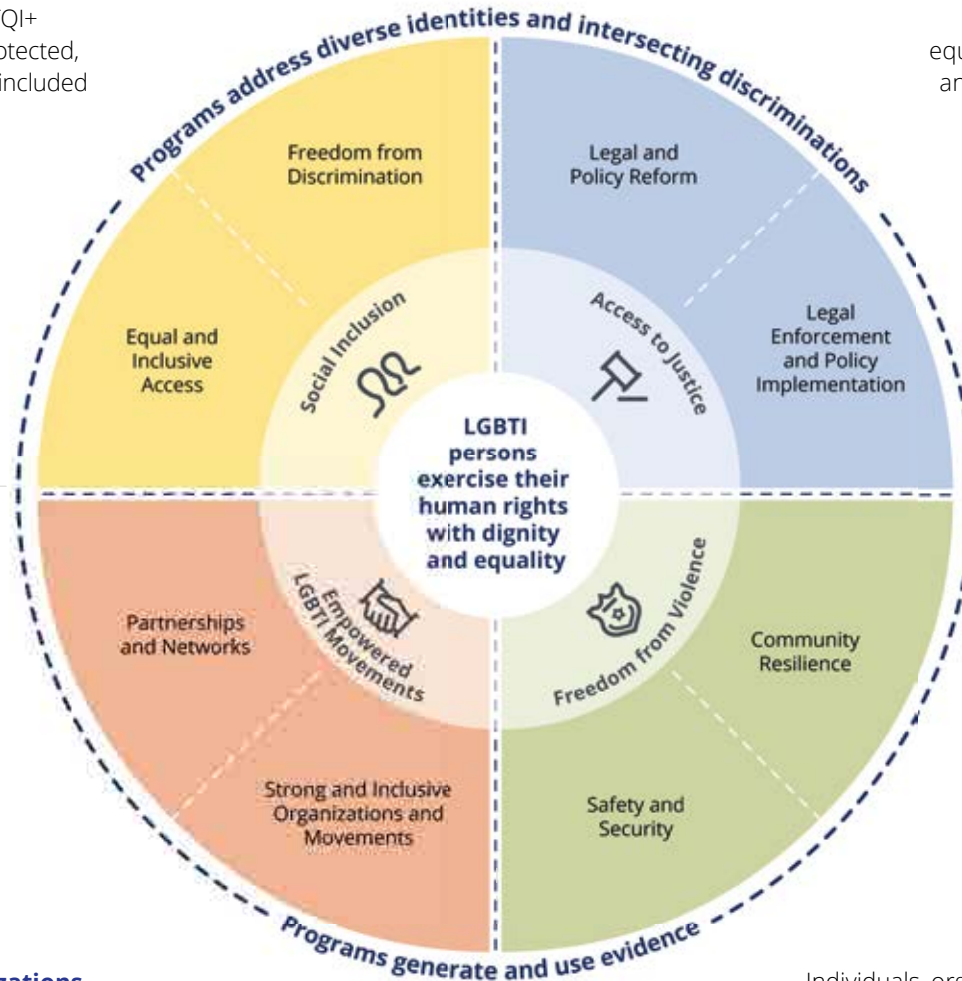 QI+
otected,
included
equ
an
Programs address diverse identities and intersecting discriminations
Freedom from
Discrimination
Legal and
Policy Reform
Equal and
Inclusive
Access
Social Inclusion
Access to Justice
Legal
Enforcement
and Policy
Implementation
LGBTI
persons
exercise their
human rights
with dignity
and equality
Partnerships
and Networks
Empowered
LGBTI Movements
Freedom from Violence
Community
Resilience
Strong and Inclusive
Organizations and
Movements
Safety and
Security
Programs generate and use evidence